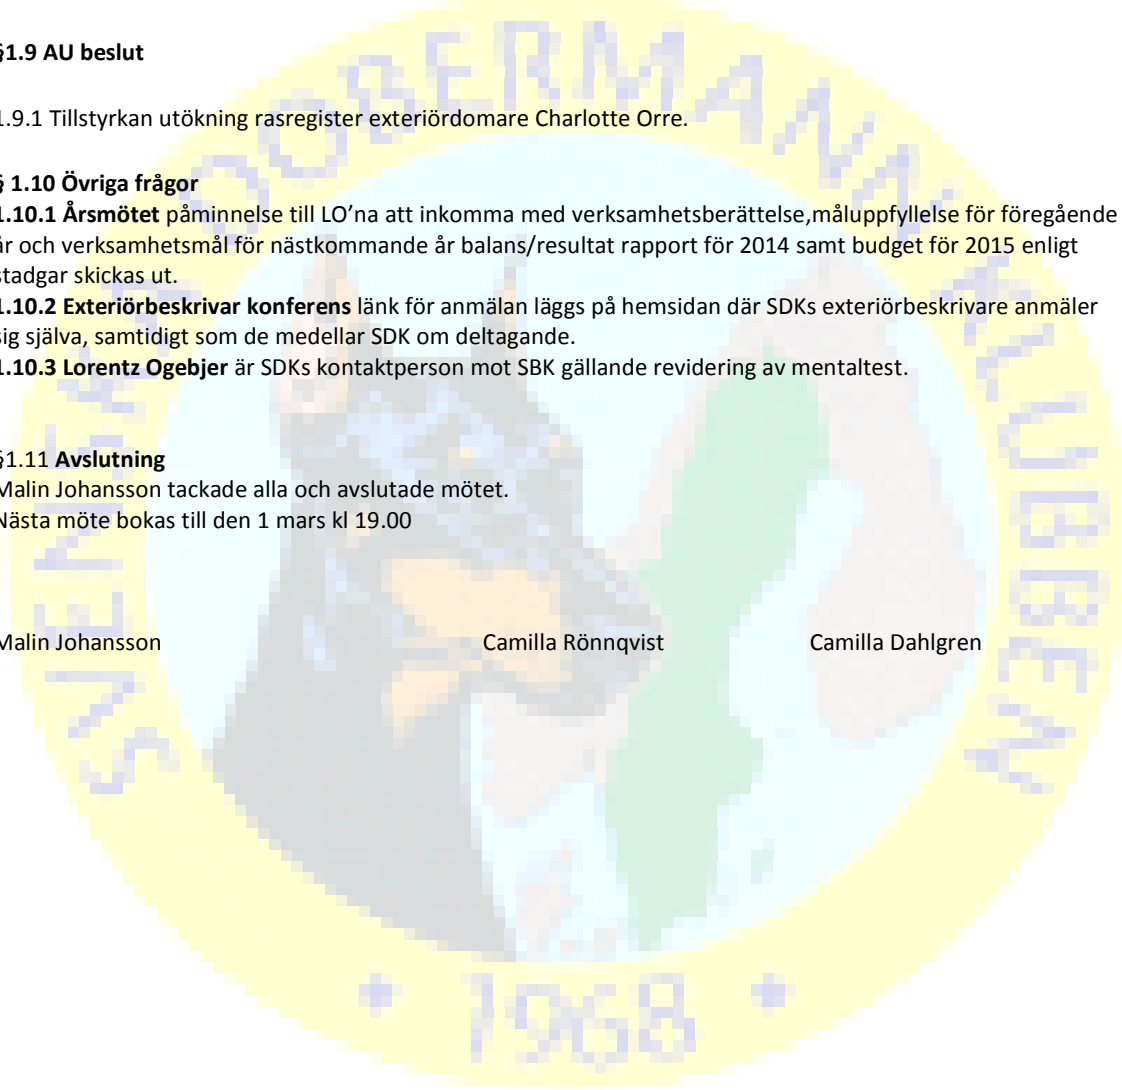 §1.9 AU beslut
1.9.1 Tillstyrkan utökning rasregister exteriördomare Charlotte Orre.
§ 1.10 Övriga frågor
1.10.1 Årsmötet påminnelse till LO’na att inkomma med verksamhetsberättelse,måluppfyllelse för föregående
år och verksamhetsmål för nästkommande år balans/resultat rapport för 2014 samt budget för 2015 enligt
stadgar skickas ut.
1.10.2 Exteriörbeskrivar konferens länk för anmälan läggs på hemsidan där SDKs exteriörbeskrivare anmäler
sig själva, samtidigt som de medellar SDK om deltagande.
1.10.3 Lorentz Ogebjer är SDKs kontaktperson mot SBK gällande revidering av mentaltest.
§1.11 Avslutning
Malin Johansson tackade alla och avslutade mötet.
Nästa möte bokas till den 1 mars kl 19.00
Malin Johansson Camilla Rönnqvist Camilla Dahlgren
SVENSKA DOBERMANN KLUBBEN
1968